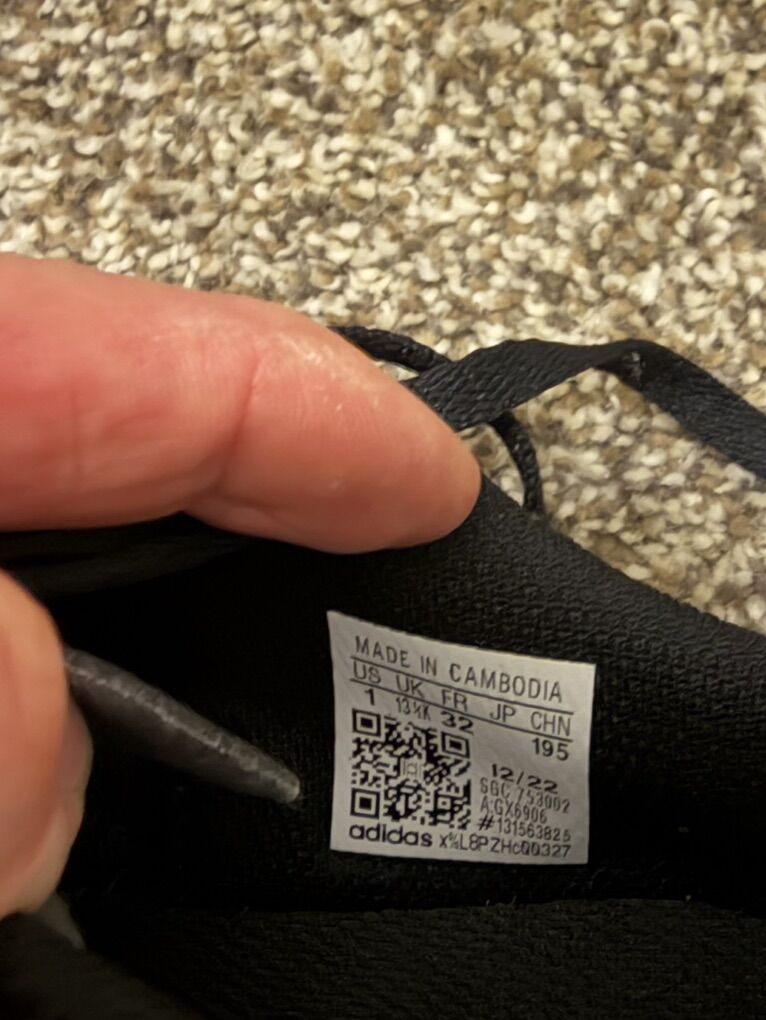 MADE IN CAMBODIA
US UK FR JP CHN
1 13½K 32 195
12/22
SGC 753002
A:GX6906
#131563825
adidas x%L8PZHcQ0327